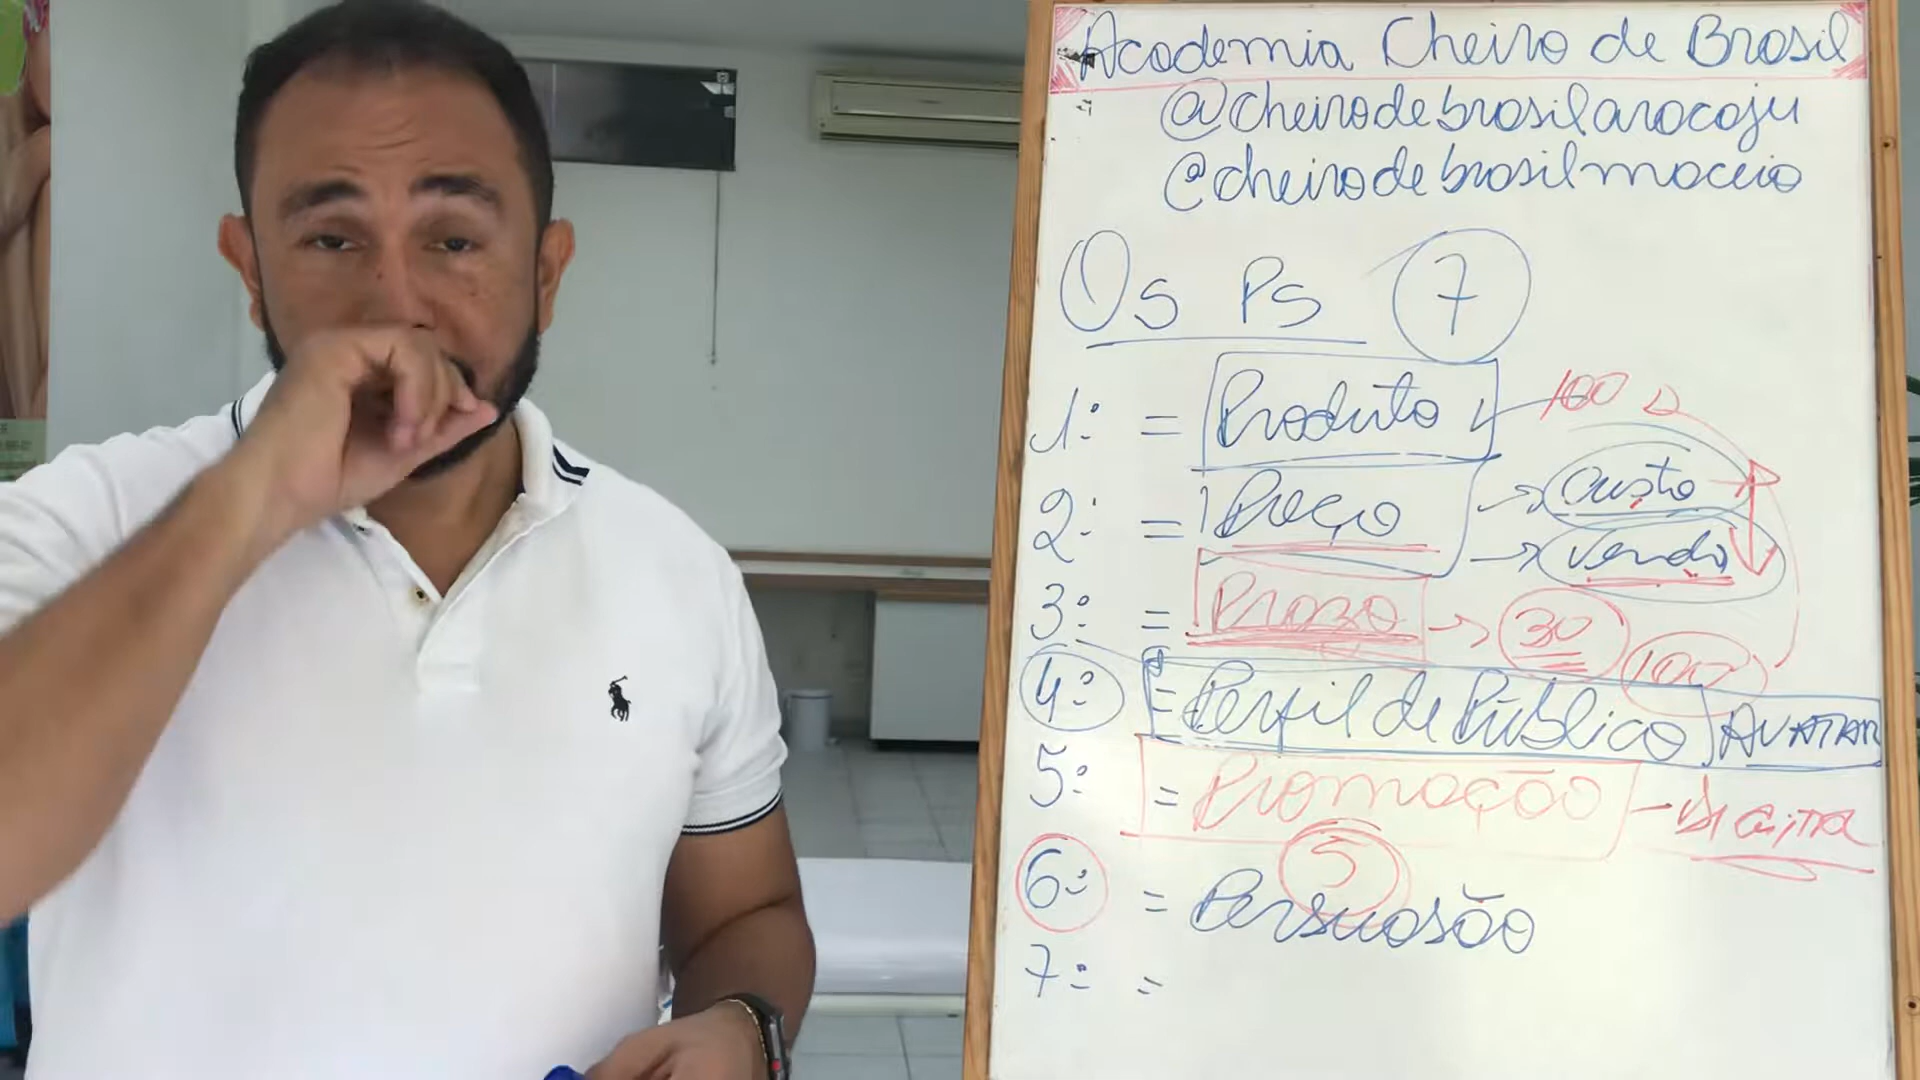 Academia Cheiro de Brasil
@cheirodebrasilaracaju
@cheirodebrasilmaceio
Os Ps 7
1º = Produto 100
2º = Preço → custo
→ venda
3º = Prazo → 30 100
4º = Perfil de Público AVATAR
5º = Promoção
5
6º = Persuasão
7º =